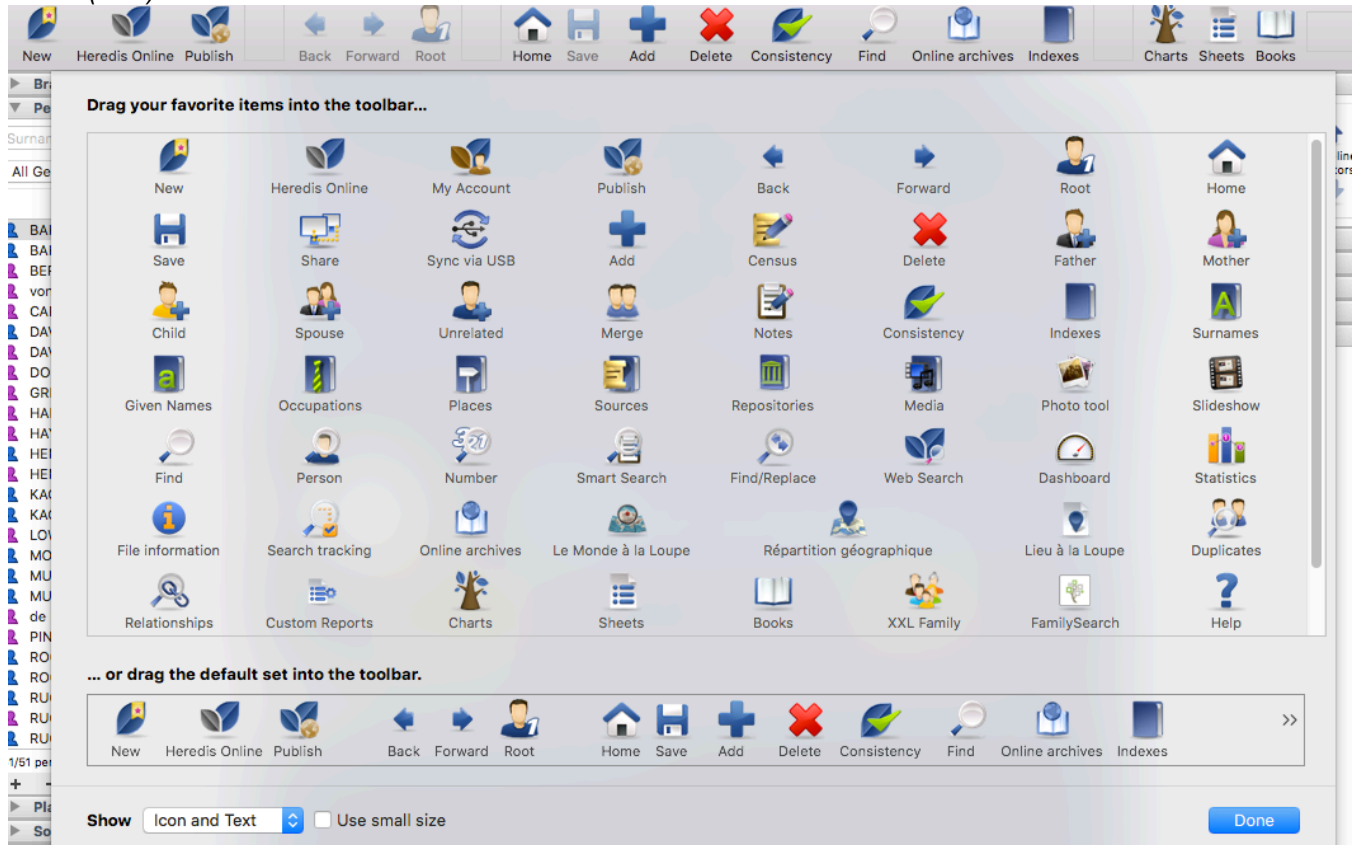 New Heredis Online Publish Back Forward Root Home Save Add Delete Consistency Find Online archives Indexes Charts Sheets Books
Drag your favorite items into the toolbar...
All Ge
New Heredis Online My Account Publish Back Forward Root Home
Save Share Sync via USB Add Census Delete Father Mother
Child Spouse Unrelated Merge Notes Consistency Indexes Surnames
Given Names Occupations Places Sources Repositories Media Photo tool Slideshow
Find Person Number Smart Search Find/Replace Web Search Dashboard Statistics
File information Search tracking Online archives Le Monde à la Loupe Répartition géographique Lieu à la Loupe Duplicates
Relationships Custom Reports Charts Sheets Books XXL Family FamilySearch Help
... or drag the default set into the toolbar.
New Heredis Online Publish Back Forward Root Home Save Add Delete Consistency Find Online archives Indexes >>
Show Icon and Text Use small size Done